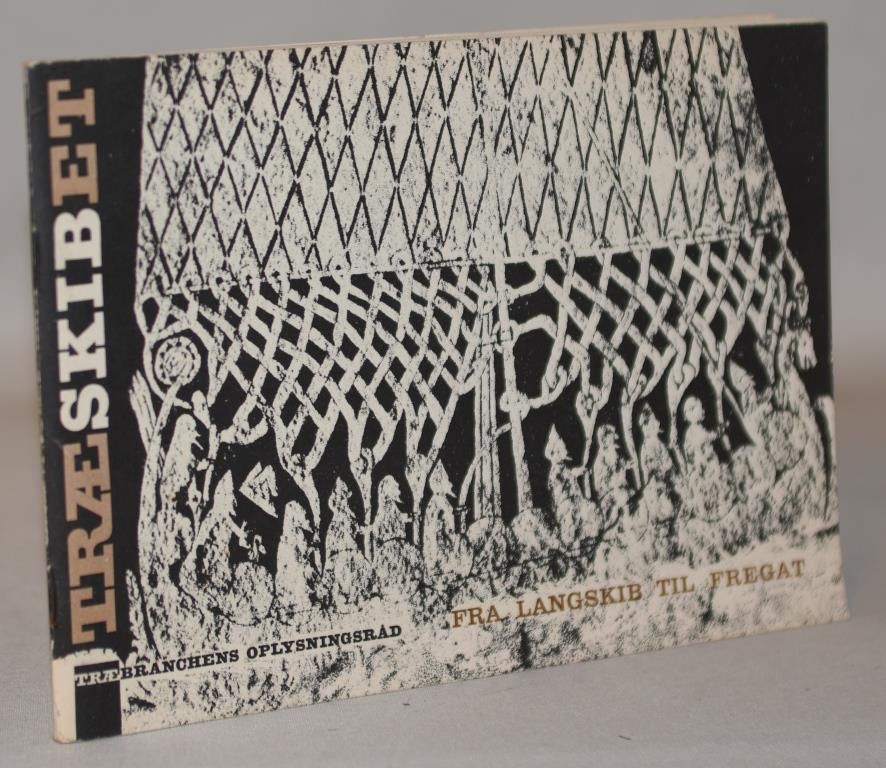 TRÆSKIBET
FRA LANGSKIB TIL FREGAT
TRÆBRANCHENS OPLYSNINGSRÅD